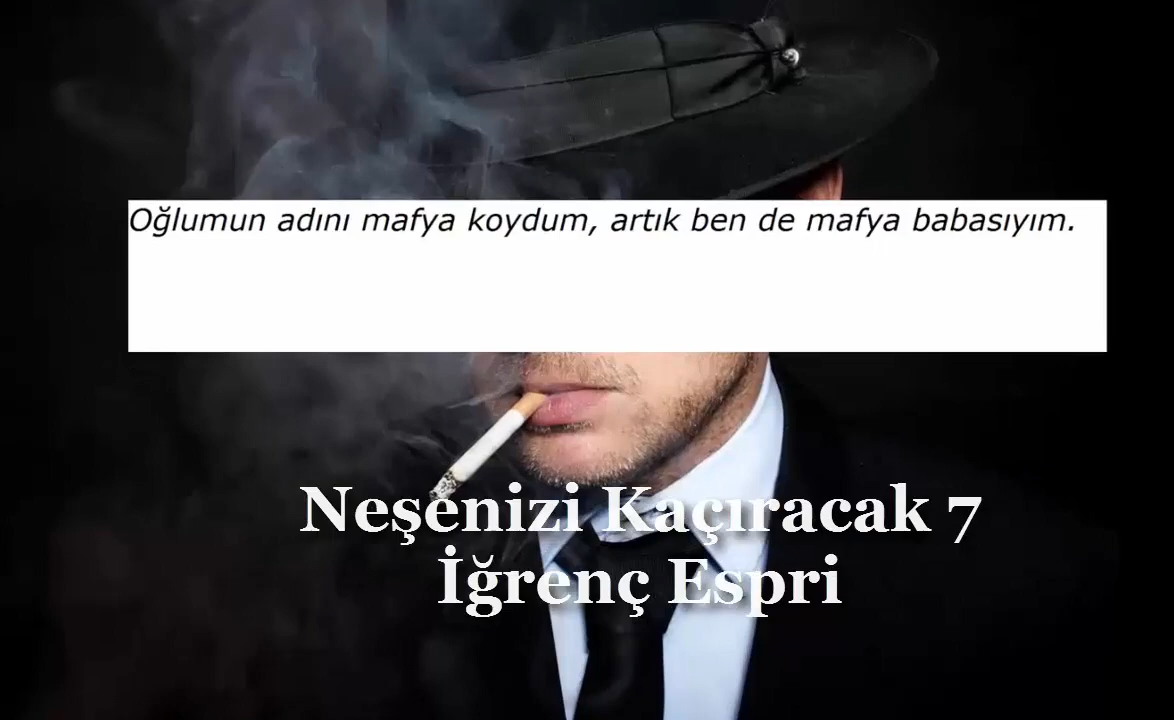 Oğlumun adını mafya koydum, artık ben de mafya babasıyım.
Neşenizi Kaçıracak 7
İğrenç Espri